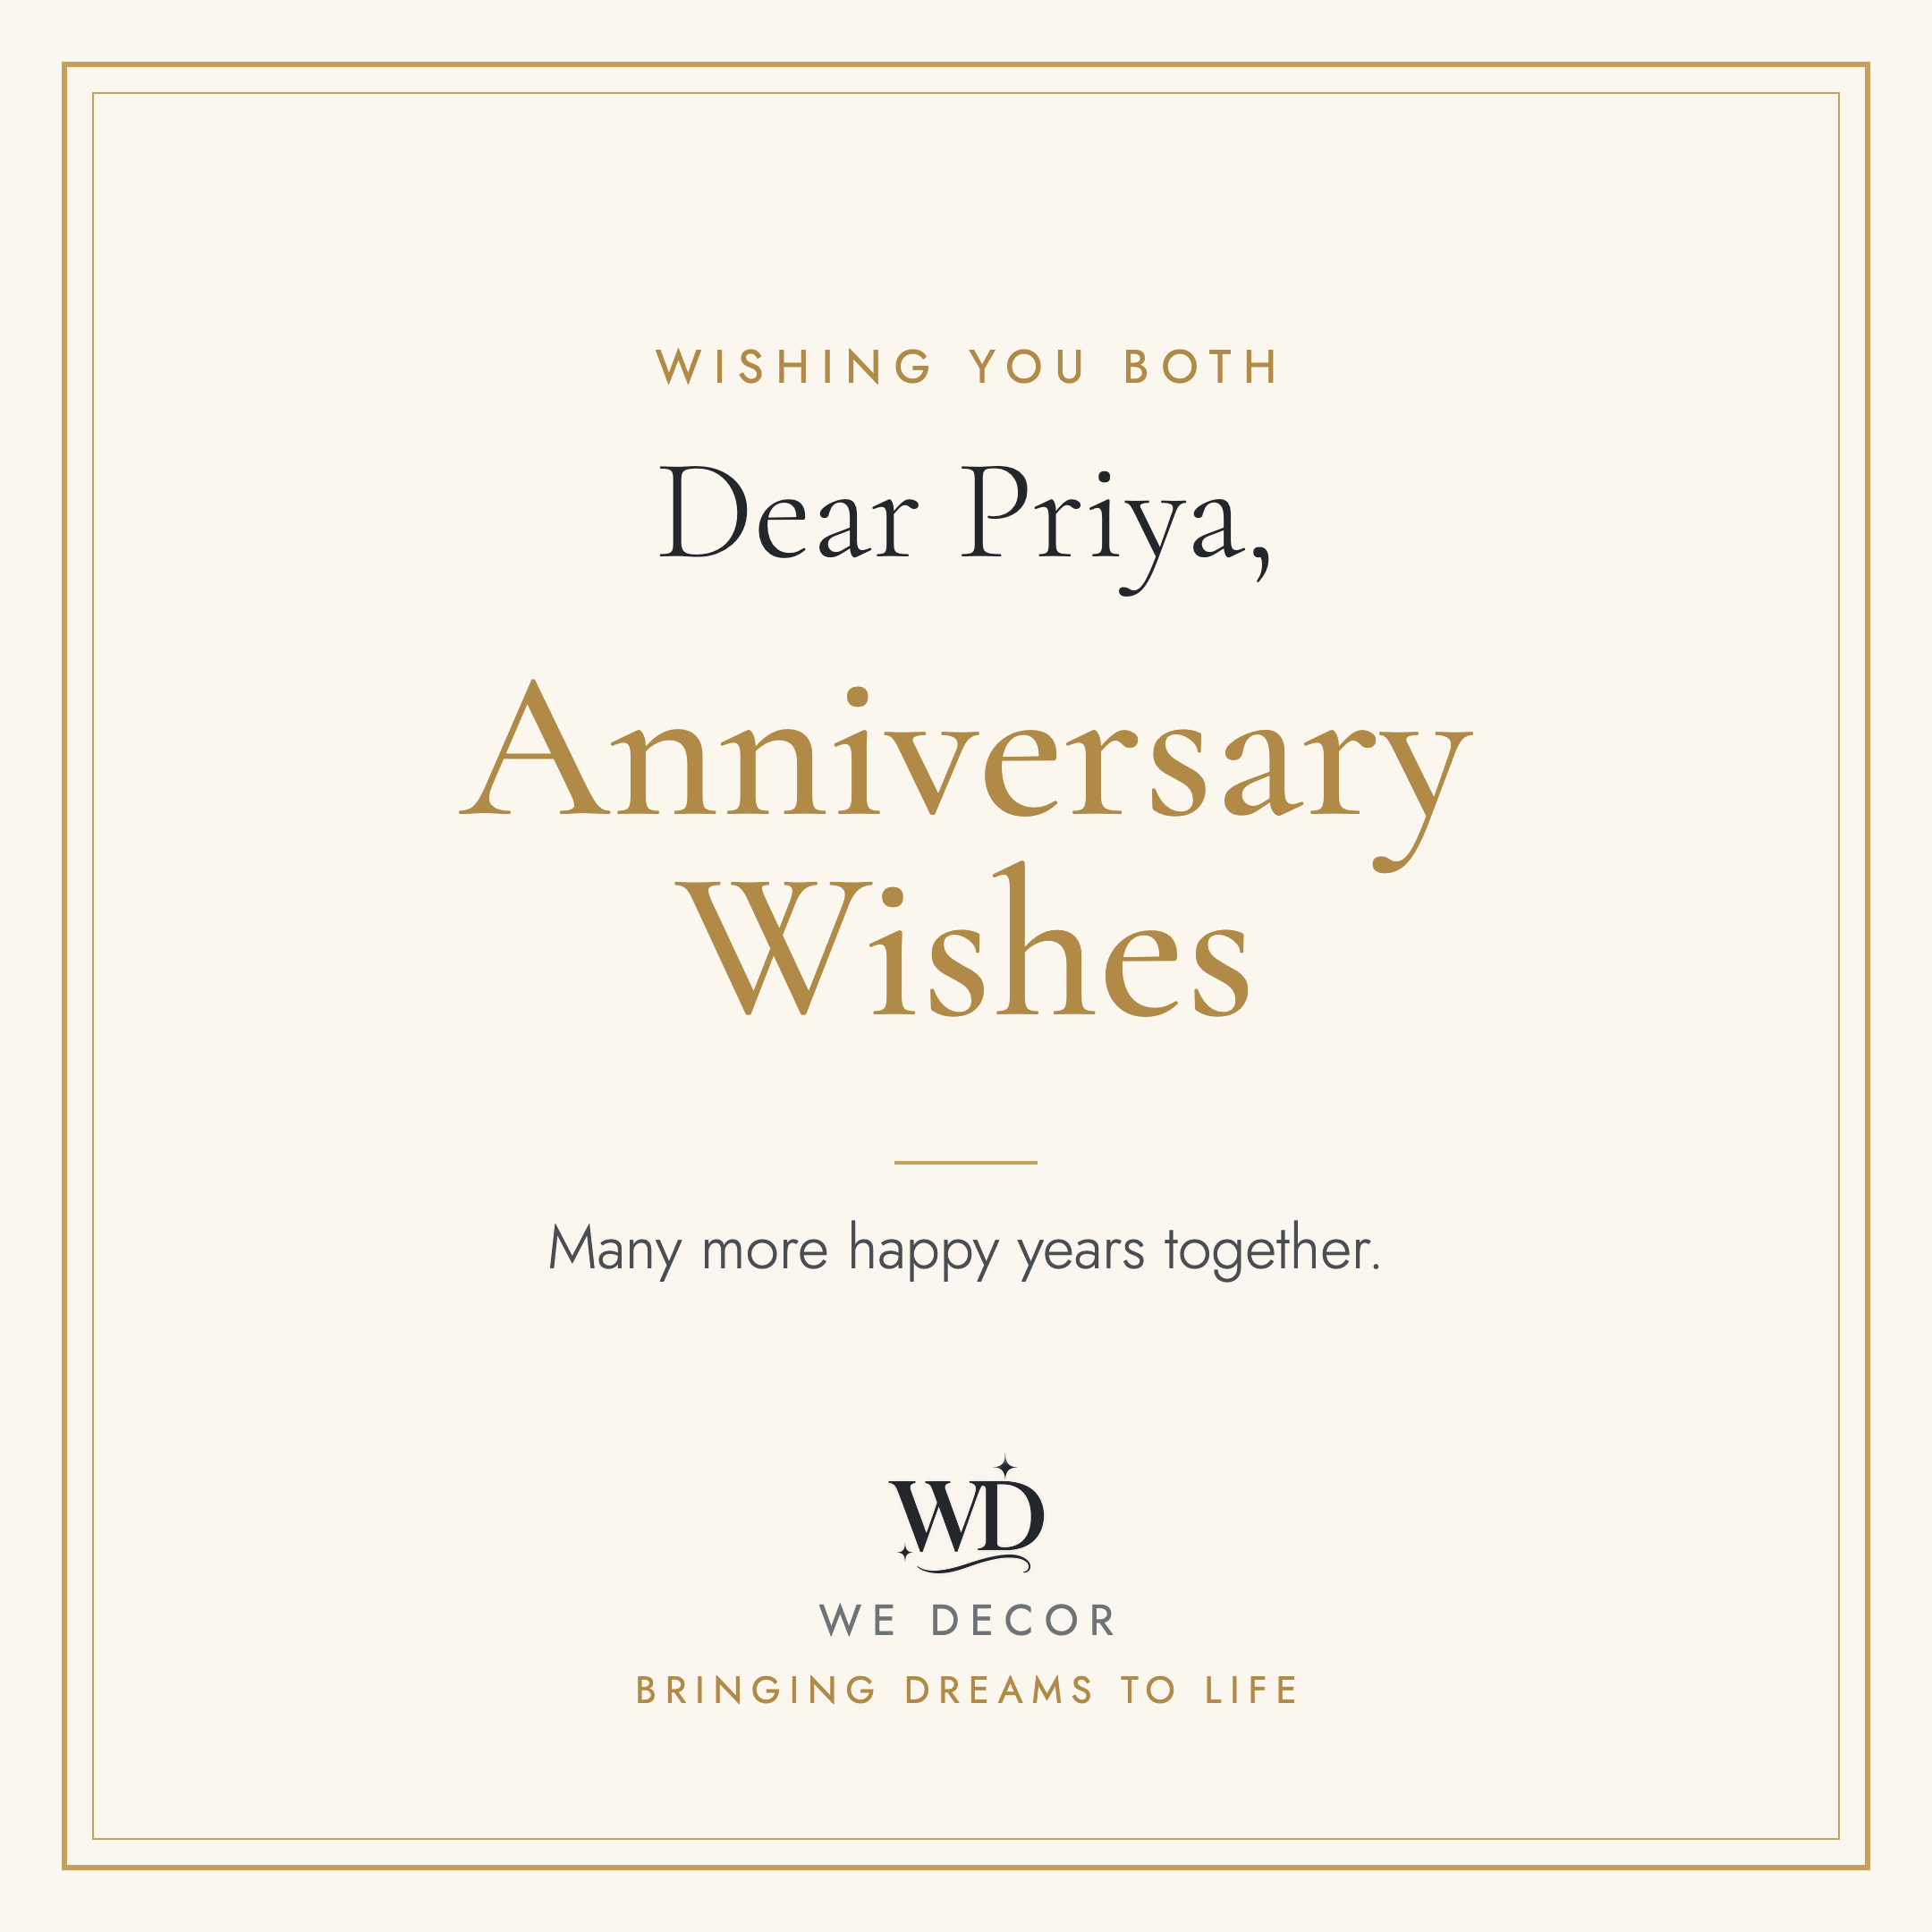 WISHING YOU BOTH
Dear Priya,
Anniversary
Wishes
Many more happy years together.
WD
WE DECOR
BRINGING DREAMS TO LIFE